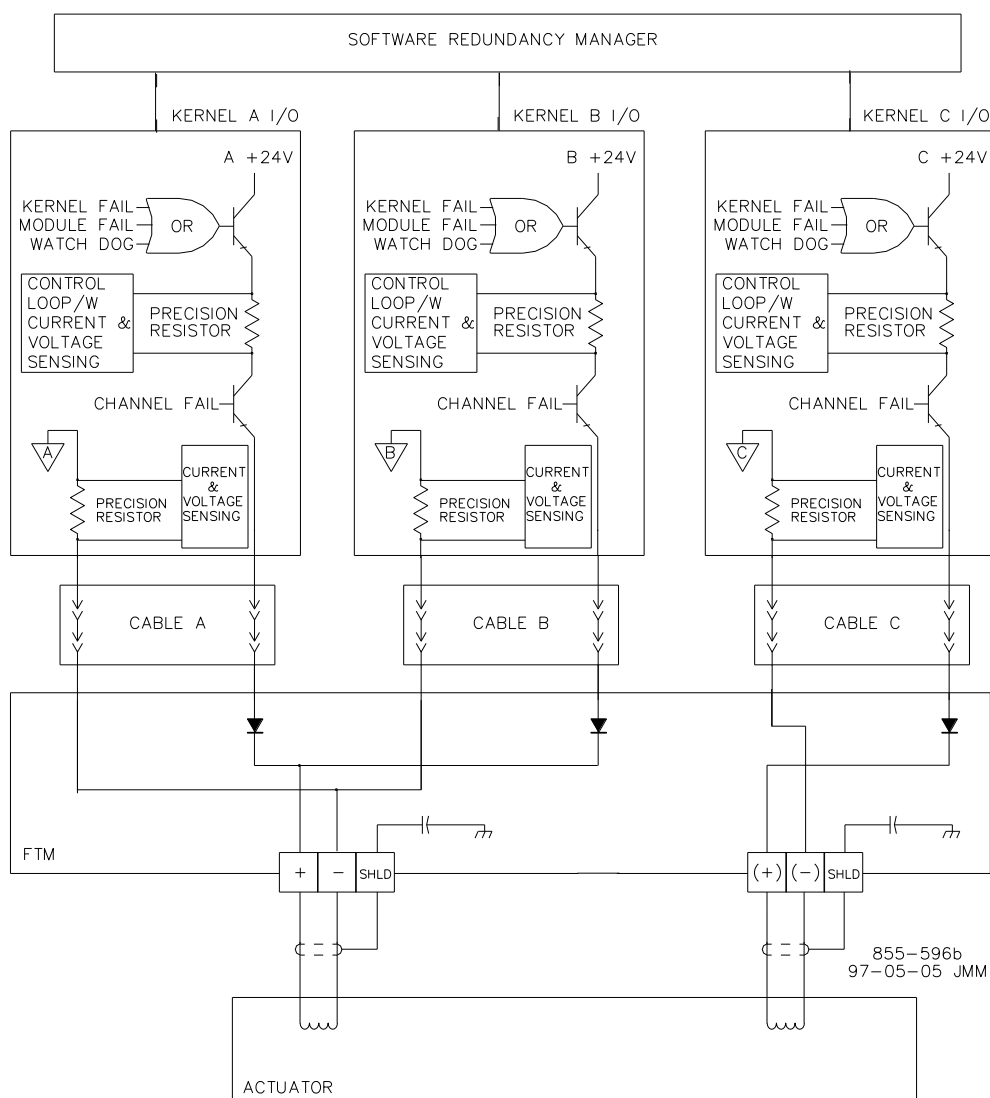 SOFTWARE REDUNDANCY MANAGER
KERNEL A I/O
KERNEL B I/O
KERNEL C I/O
A +24V
B +24V
C +24V
KERNEL FAIL
MODULE FAIL
WATCH DOG
OR
KERNEL FAIL
MODULE FAIL
WATCH DOG
OR
KERNEL FAIL
MODULE FAIL
WATCH DOG
OR
CONTROL
LOOP/W
CURRENT &
VOLTAGE
SENSING
PRECISION
RESISTOR
CONTROL
LOOP/W
CURRENT &
VOLTAGE
SENSING
PRECISION
RESISTOR
CONTROL
LOOP/W
CURRENT &
VOLTAGE
SENSING
PRECISION
RESISTOR
CHANNEL FAIL
CHANNEL FAIL
CHANNEL FAIL
A
PRECISION
RESISTOR
CURRENT
&
VOLTAGE
SENSING
B
PRECISION
RESISTOR
CURRENT
&
VOLTAGE
SENSING
C
PRECISION
RESISTOR
CURRENT
&
VOLTAGE
SENSING
CABLE A
CABLE B
CABLE C
FTM
+ - SHLD
(+) (-) SHLD
855-596b
97-05-05 JMM
ACTUATOR